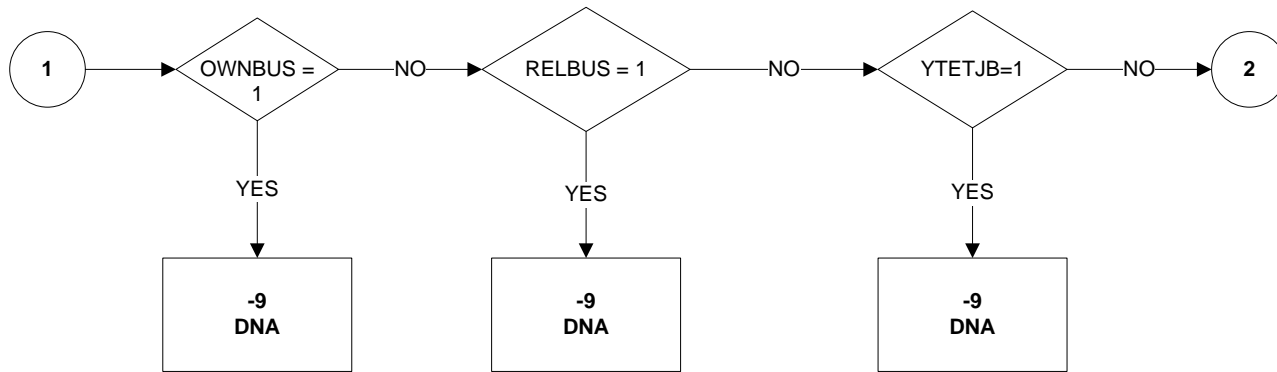 1
OWNBUS =
1
NO
RELBUS = 1
NO
YTETJB=1
NO
2
YES
YES
YES
-9
DNA
-9
DNA
-9
DNA